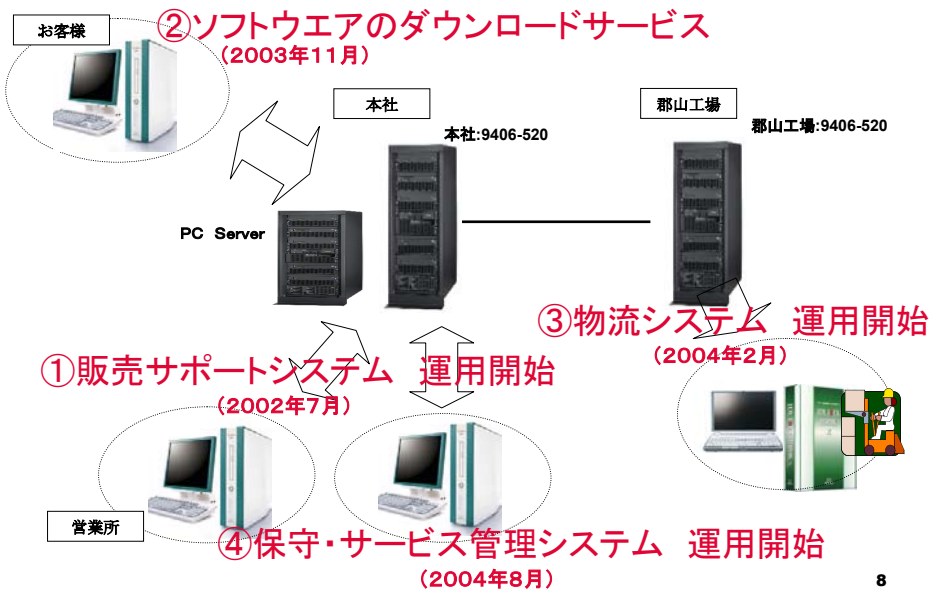 お客様
②ソフトウエアのダウンロードサービス
(2003年11月)
本社
本社:9406-520
郡山工場
郡山工場:9406-520
PC Server
③物流システム 運用開始
(2004年2月)
①販売サポートシステム 運用開始
(2002年7月)
営業所
④保守・サービス管理システム 運用開始
(2004年8月)
8